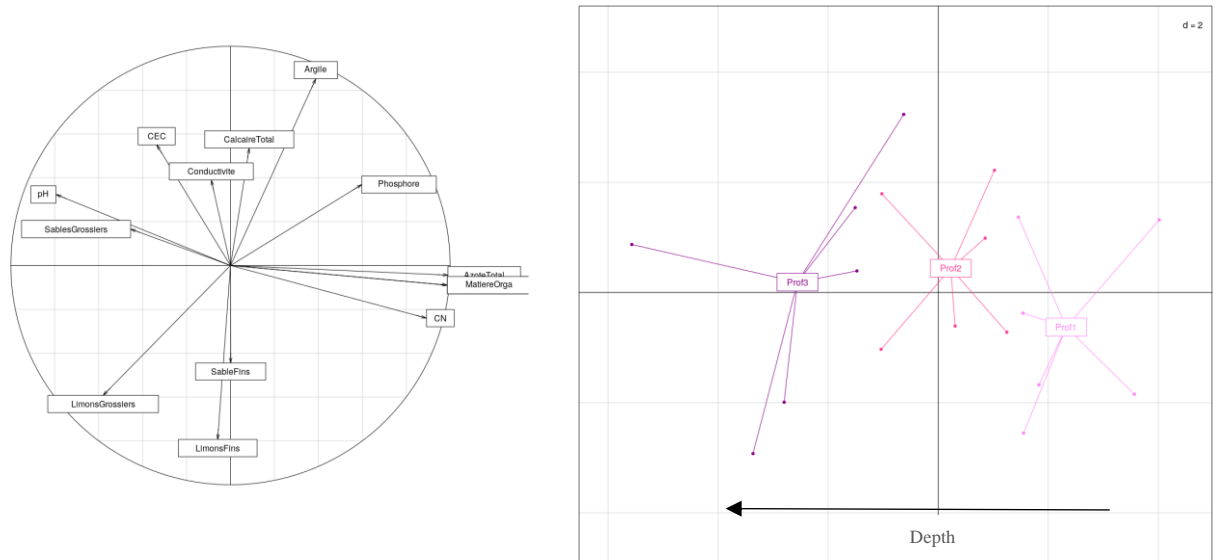 Argile
CEC
CalcaireTotal
Conductivite
Phosphore
pH
SablesGrossiers
AzoteTotal
MatiereOrga
CN
SableFins
LimonsGrossiers
LimonsFins
d = 2
Prof3
Prof2
Prof1
Depth